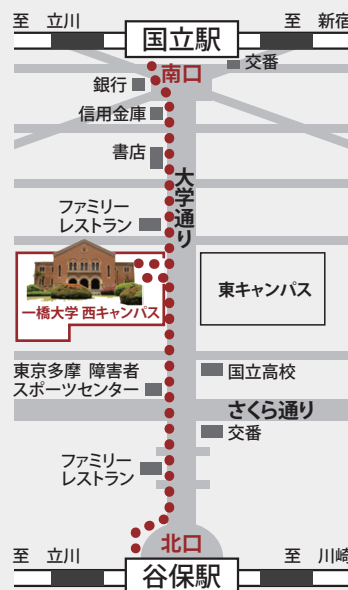 至 立川
至 新宿
国立駅
交番
南口
銀行
信用金庫
書店
大学通り
ファミリー
レストラン
一橋大学 西キャンパス
東キャンパス
東京多摩 障害者
スポーツセンター
国立高校
さくら通り
交番
ファミリー
レストラン
北口
至 立川
至 川崎
谷保駅